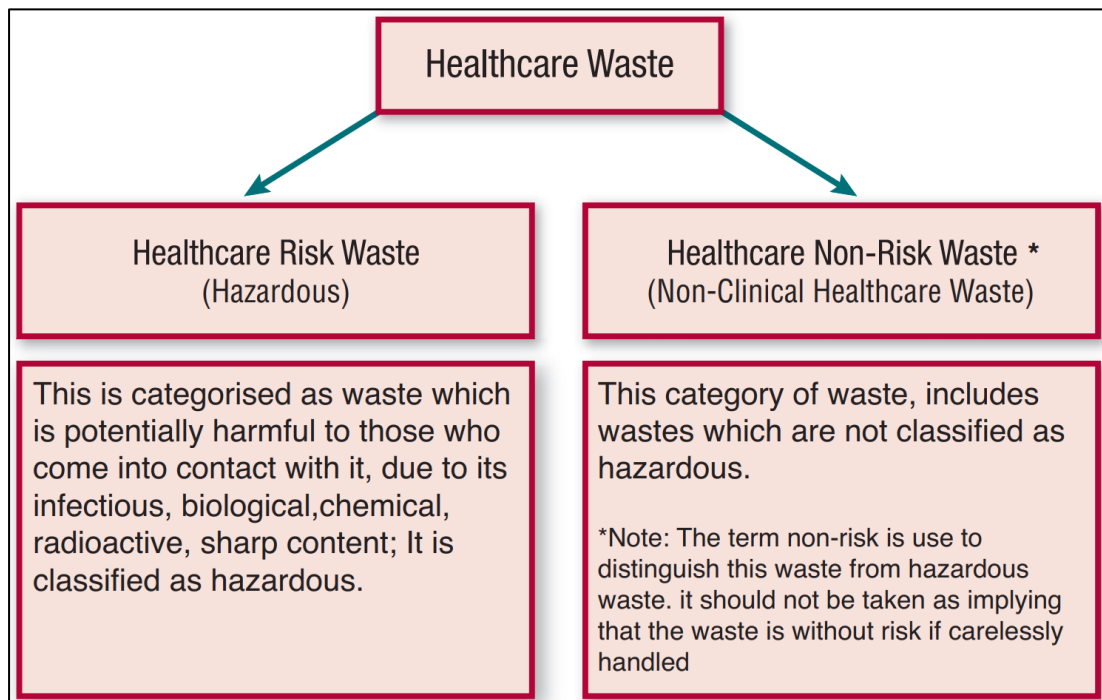 Healthcare Waste
Healthcare Risk Waste
(Hazardous)
Healthcare Non-Risk Waste *
(Non-Clinical Healthcare Waste)
This is categorised as waste which
is potentially harmful to those who
come into contact with it, due to its
infectious, biological,chemical,
radioactive, sharp content; It is
classified as hazardous.
This category of waste, includes
wastes which are not classified as
hazardous.
*Note: The term non-risk is use to
distinguish this waste from hazardous
waste. it should not be taken as implying
that the waste is without risk if carelessly
handled